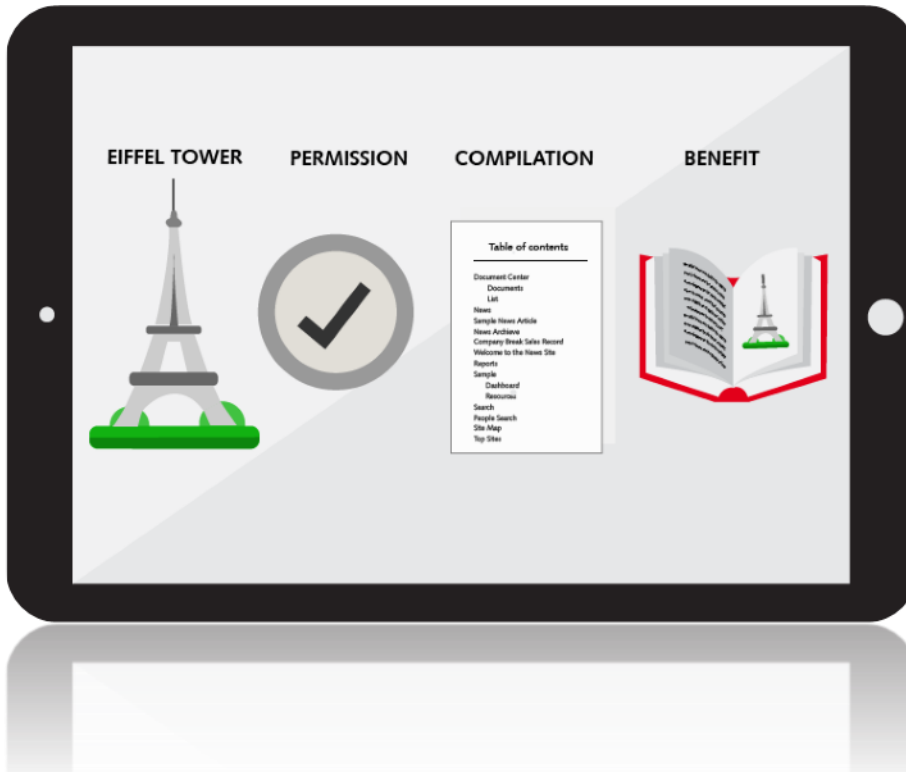 EIFFEL TOWER
PERMISSION
COMPILATION
BENEFIT
Table of contents
Document Center
Documents
List
News
Sample News Article
News Archieve
Company Break Sales Record
Welcome to the News Site
Reports
Sample
Dashboard
Search
People Search
Site Map
Top Sites